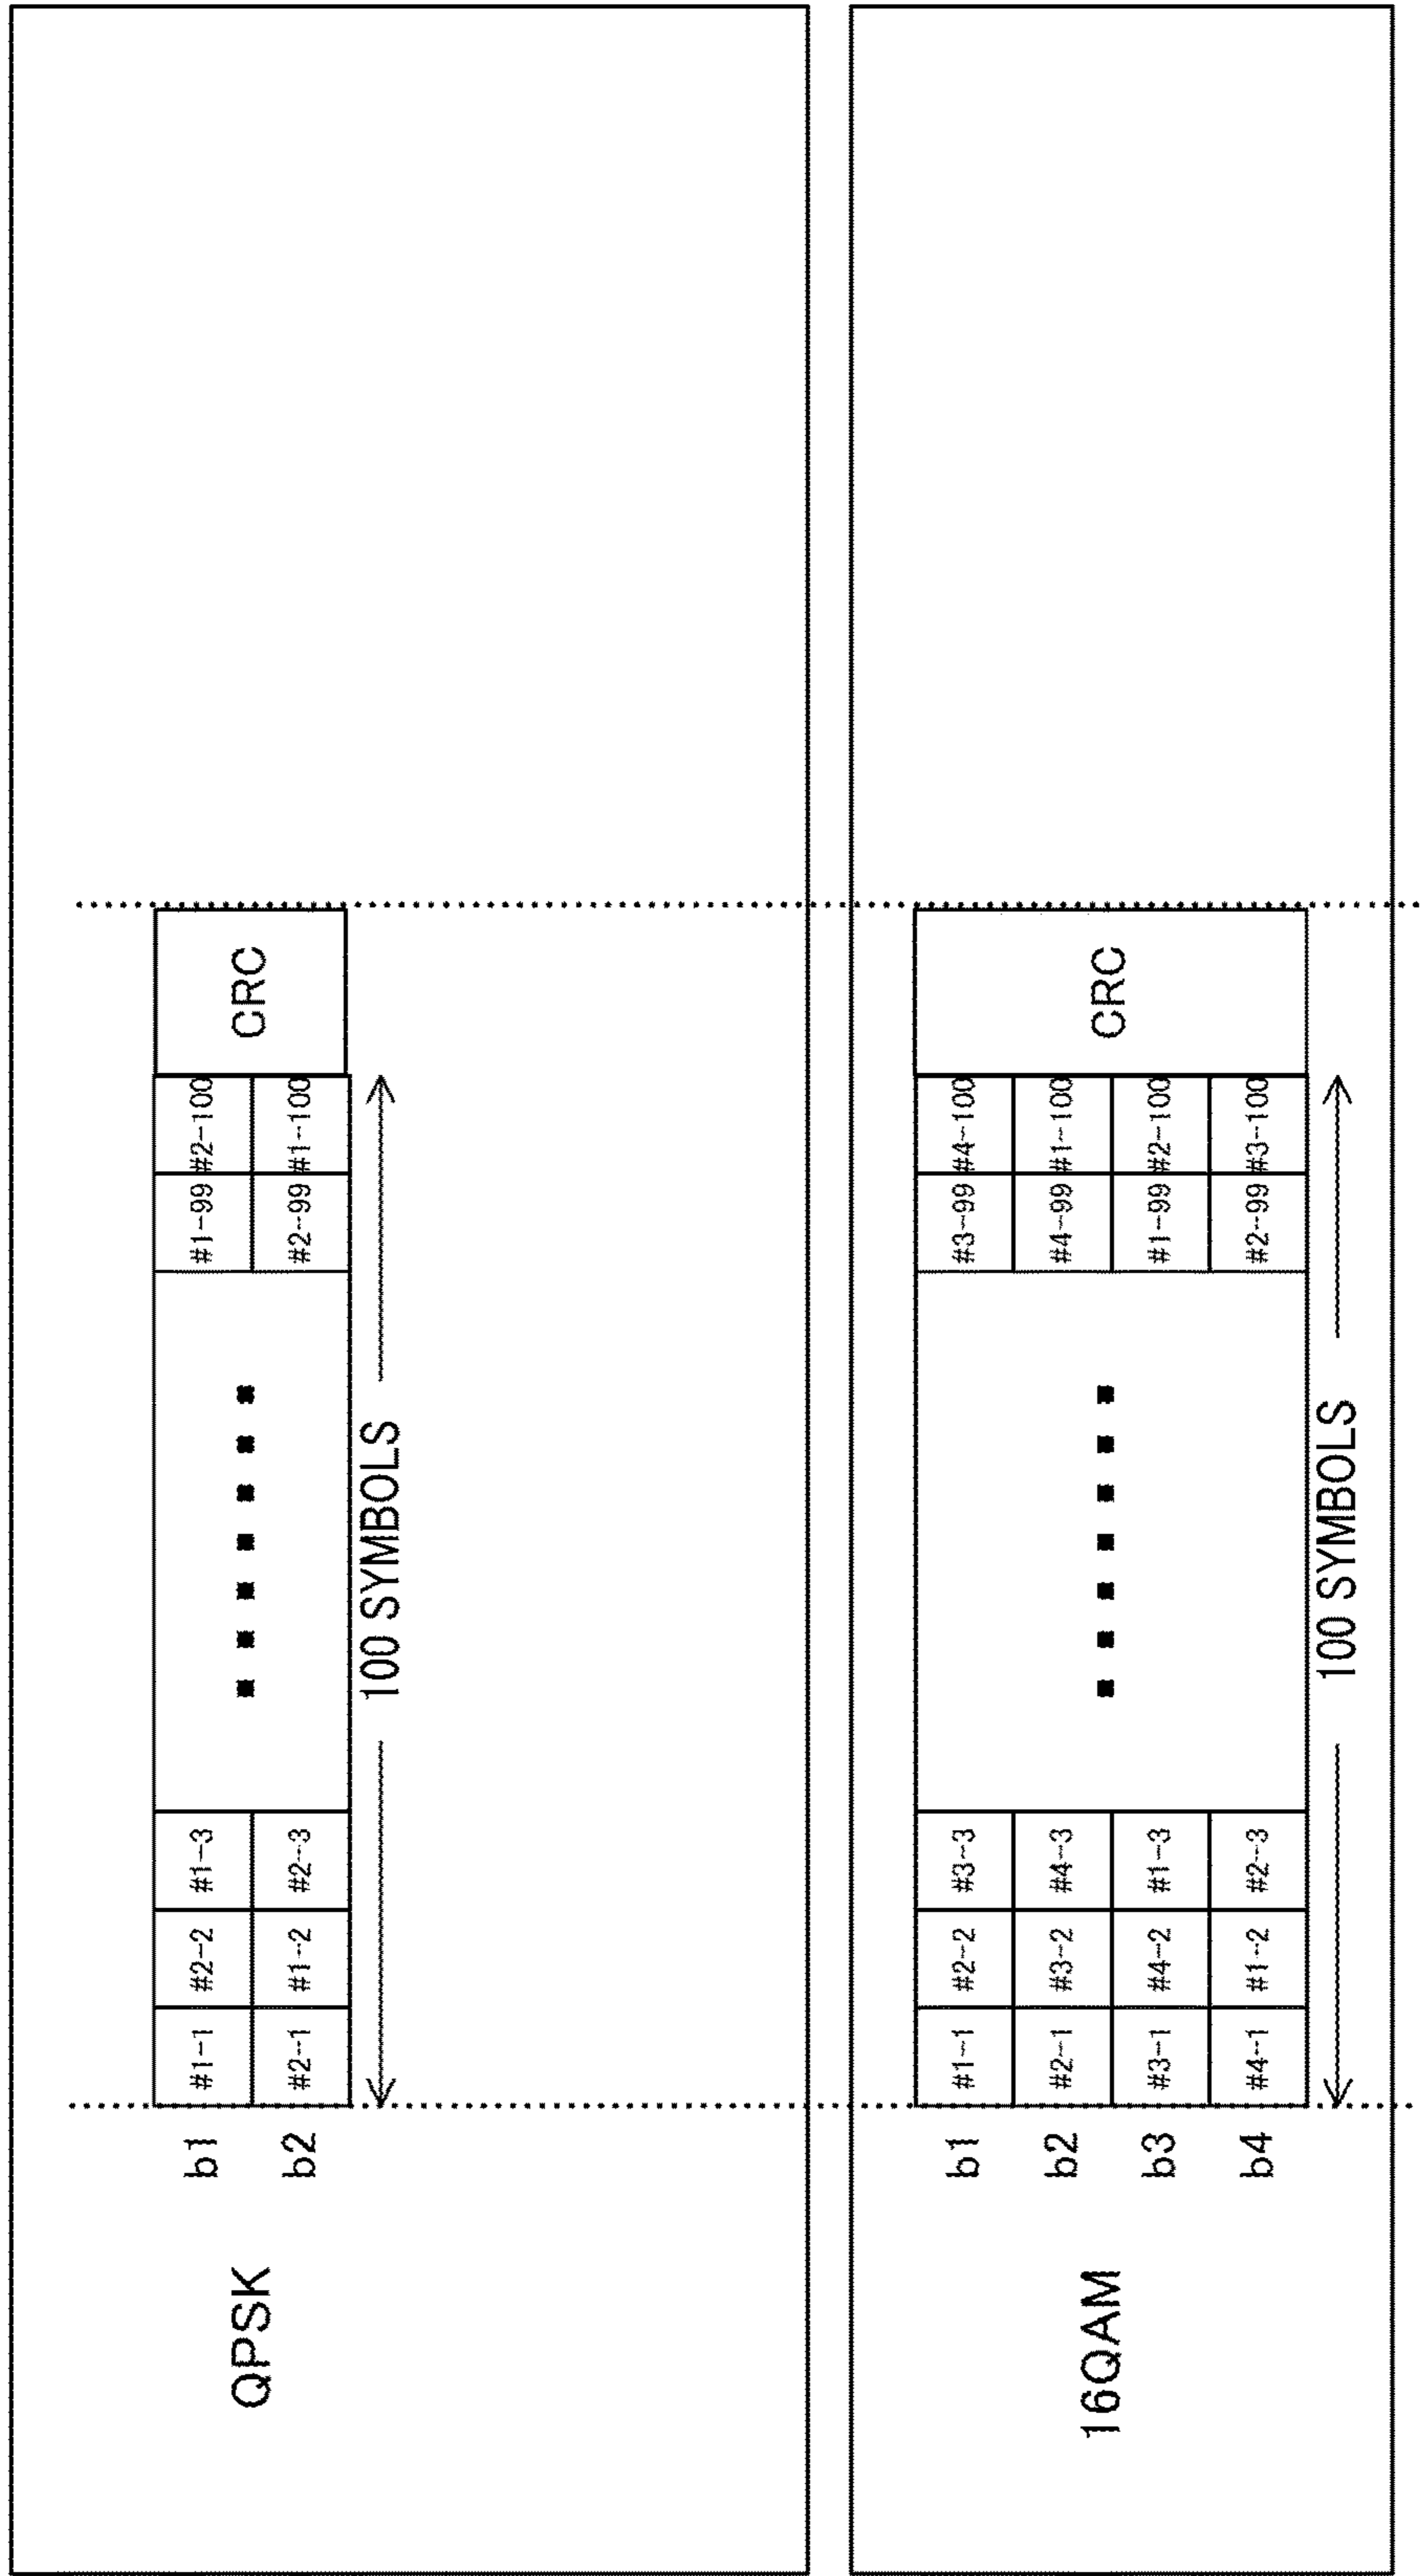 QPSK
b1 #1-1 #2-2 #1-3 #1-99 #2-100
b2 #2-1 #1-2 #2-3 #2-99 #1-100
CRC
100 SYMBOLS
16QAM
b1 #1-1 #2-2 #3-3 #3-99 #4-100
b2 #2-1 #3-2 #4-3 #4-99 #1-100
b3 #3-1 #4-2 #1-3 #1-99 #2-100
b4 #4-1 #1-2 #2-3 #2-99 #3-100
CRC
100 SYMBOLS